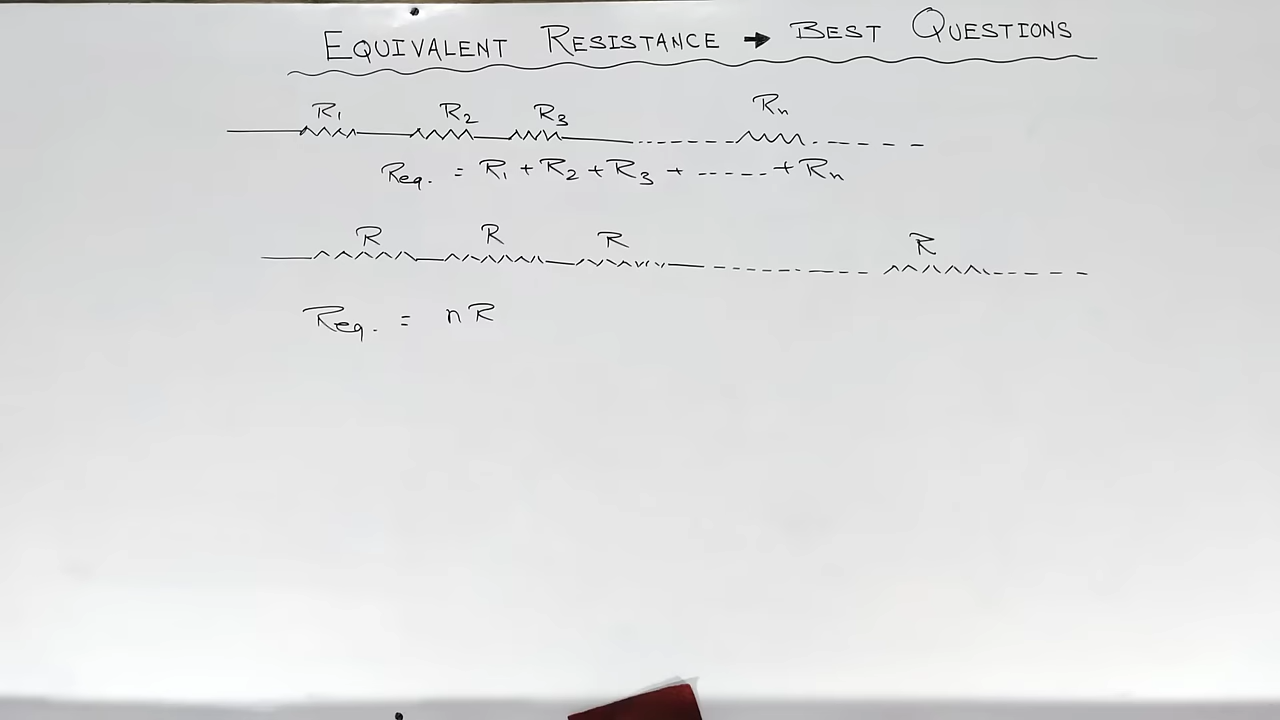 EQUIVALENT RESISTANCE → BEST QUESTIONS
R₁ R₂ R₃ Rₙ
Req. = R₁ + R₂ + R₃ + ------ + Rₙ
R R R R
Req. = nR